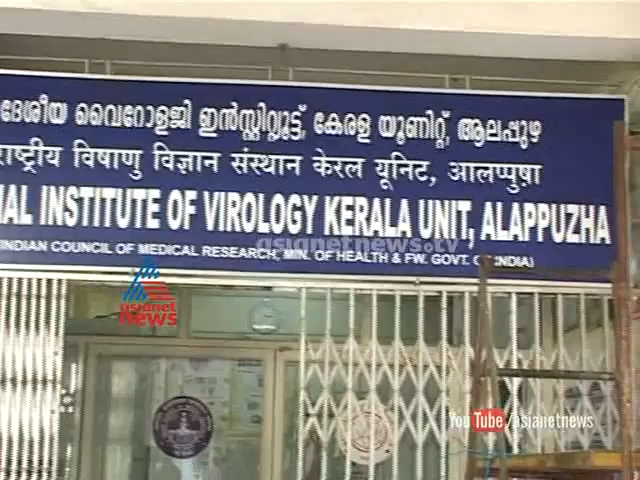 ദേശീയ വൈറോളജി ഇൻസ്റ്റിറ്റ്യൂട്ട്, കേരള യൂണിറ്റ്, ആലപ്പുഴ
राष्ट्रीय विषाणु विज्ञान संस्थान केरल यूनिट, आलप्पुष़ा
NAL INSTITUTE OF VIROLOGY KERALA UNIT, ALAPPUZHA
INDIAN COUNCIL OF MEDICAL RESEARCH, MIN. OF HEALTH & FW. GOVT. OF INDIA)
asianetnews.tv
asianet
NEWS
YouTube /asianetnews